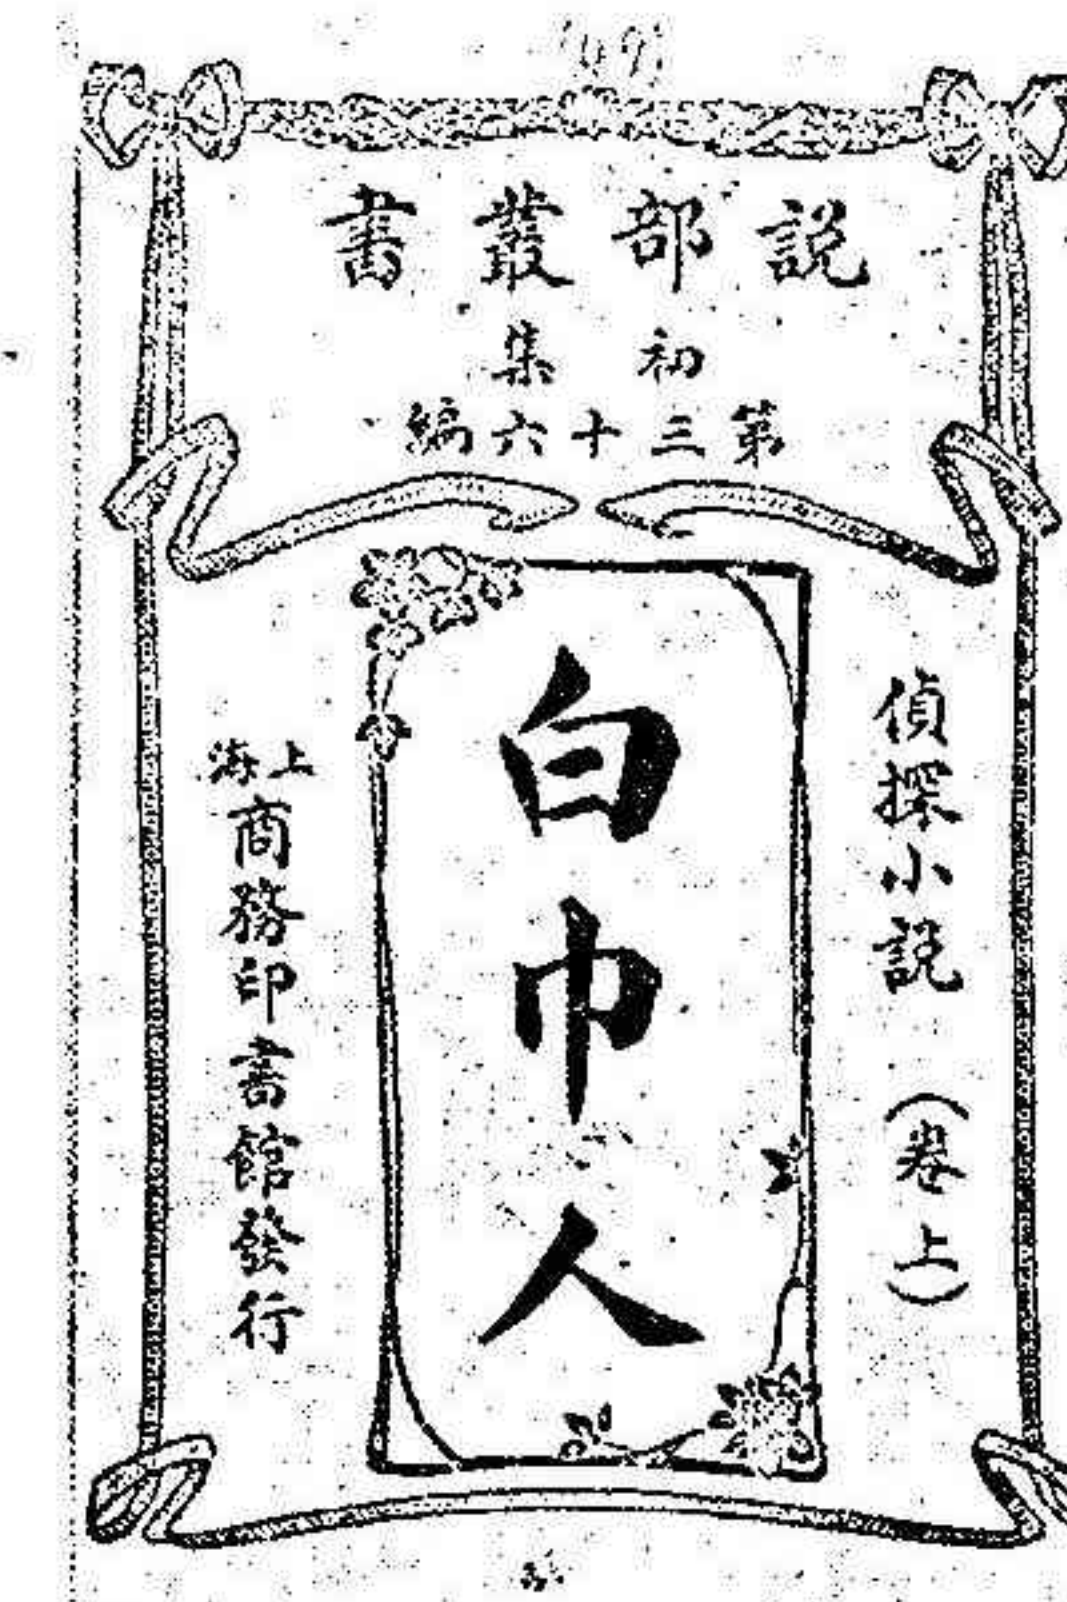 說部叢書
初集
第三十六編
偵探小説（卷上）
白巾人
上海商務印書館發行